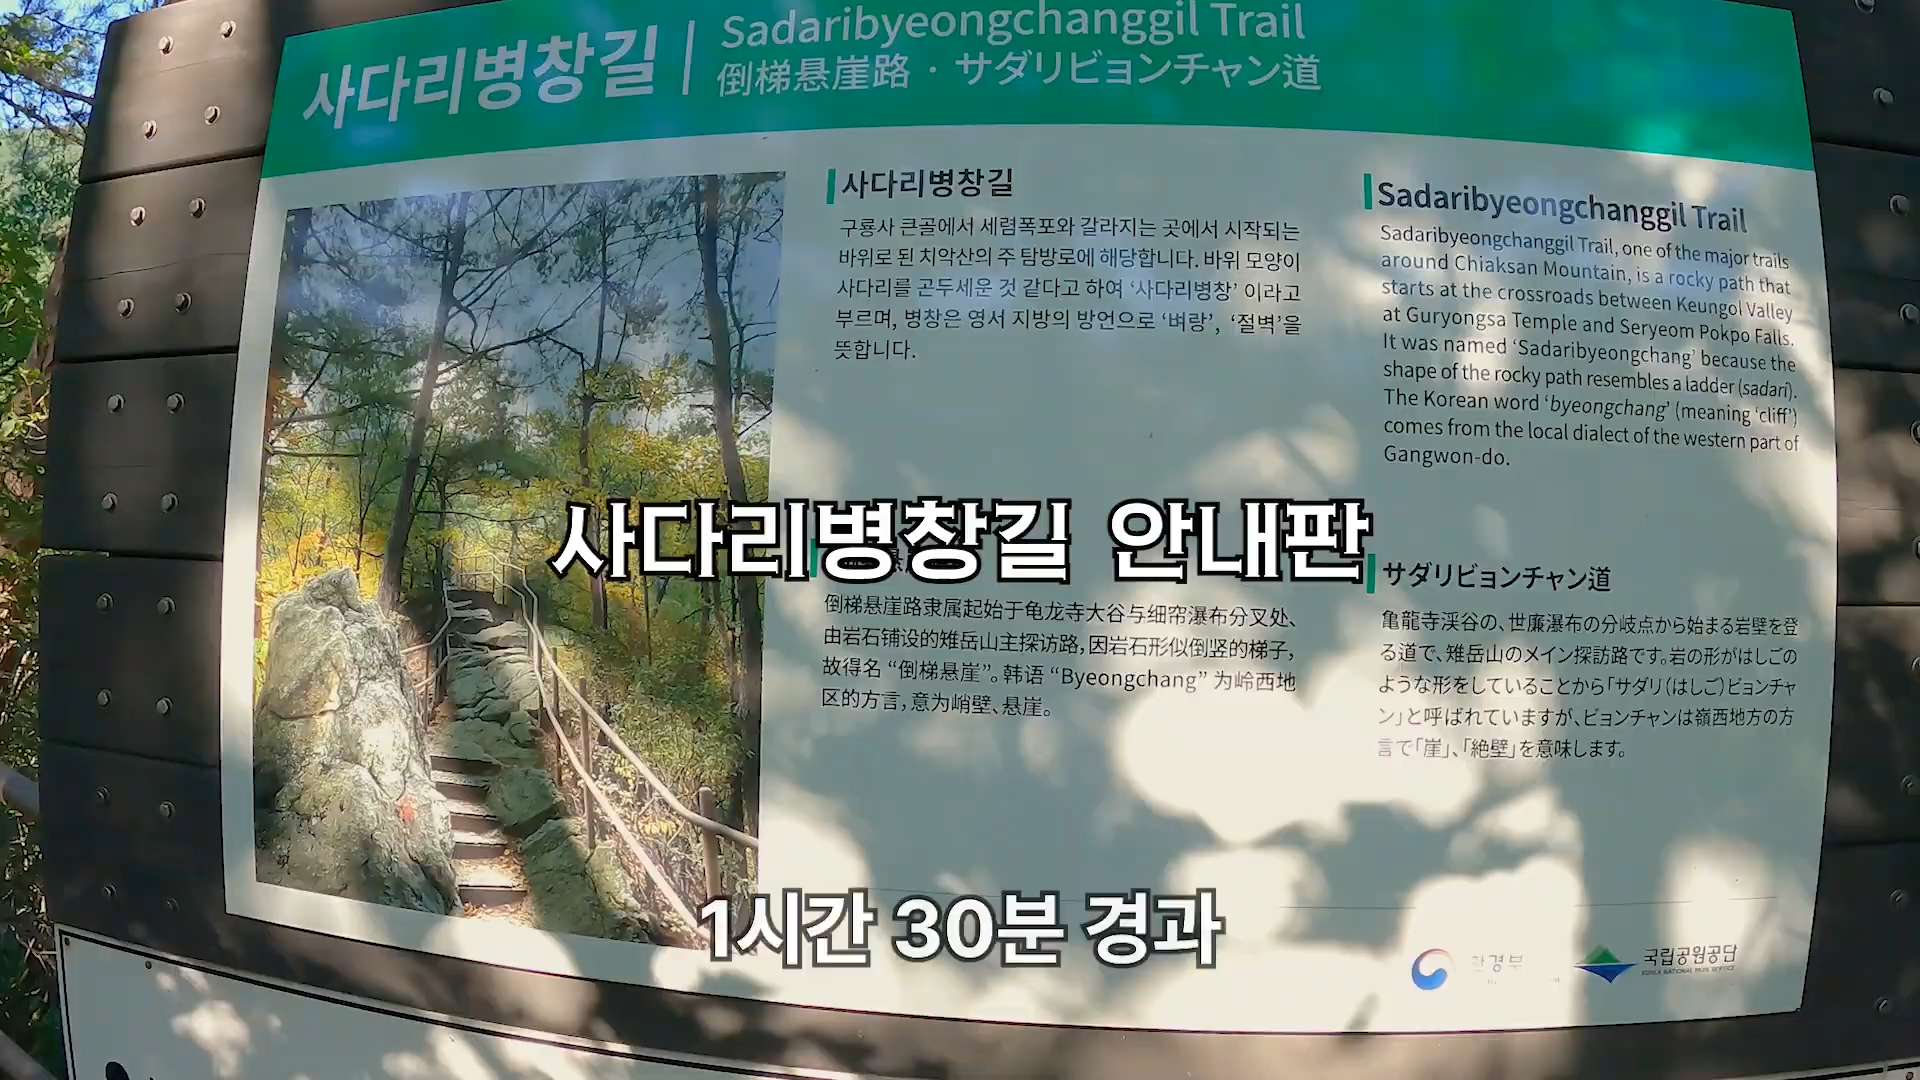 사다리병창길
Sadaribyeongchanggil Trail
倒梯悬崖路 · サダリビョンチャン道
사다리병창길
구룡사 큰골에서 세렴폭포와 갈라지는 곳에서 시작되는
바위로 된 치악산의 주 탐방로에 해당합니다. 바위 모양이
사다리를 곤두세운 것 같다고 하여 ‘사다리병창’ 이라고
부르며, 병창은 영서 지방의 방언으로 ‘벼랑’, ‘절벽’을
뜻합니다.
Sadaribyeongchanggil Trail
Sadaribyeongchanggil Trail, one of the major trails
around Chiaksan Mountain, is a rocky path that
starts at the crossroads between Keungol Valley
at Guryongsa Temple and Seryeom Pokpo Falls.
It was named ‘Sadaribyeongchang’ because the
shape of the rocky path resembles a ladder (sadari).
The Korean word ‘byeongchang’ (meaning ‘cliff’)
comes from the local dialect of the western part of
Gangwon-do.
사다리병창길 안내판
倒梯悬崖路隶属起始于龟龙寺大谷与细帘瀑布分叉处、
由岩石铺设的雉岳山主探访路, 因岩石形似倒竖的梯子,
故得名 “倒梯悬崖”。韩语 “Byeongchang” 为岭西地
区的方言, 意为峭壁、悬崖。
サダリビョンチャン道
亀龍寺渓谷の、世廉瀑布の分岐点から始まる岩壁を登
る道で、雉岳山のメイン探訪路です。岩の形がはしごの
ような形をしていることから「サダリ(はしご)ビョンチャ
ン」と呼ばれていますが、ビョンチャンは嶺西地方の方
言で「崖」、「絶壁」を意味します。
1시간 30분 경과
환경부
국립공원공단
KOREA NATIONAL PARK SERVICE